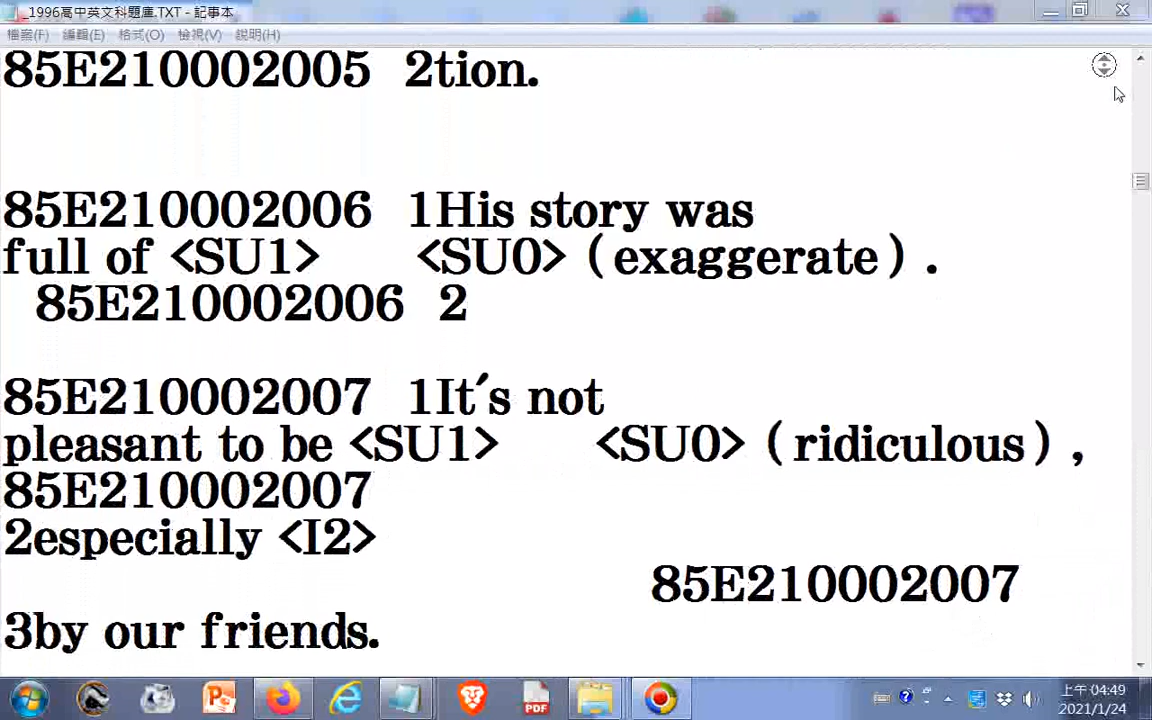 _1996高中英文科題庫.TXT - 記事本
檔案(F) 編輯(E) 格式(O) 檢視(V) 說明(H)
85E210002005 2tion.
85E210002006 1His story was
full of <SU1> <SU0>（exaggerate）.
85E210002006 2
85E210002007 1It's not
pleasant to be <SU1> <SU0>（ridiculous）,
85E210002007
2especially <I2>
85E210002007
3by our friends.
PDF
上午 04:49
2021/1/24